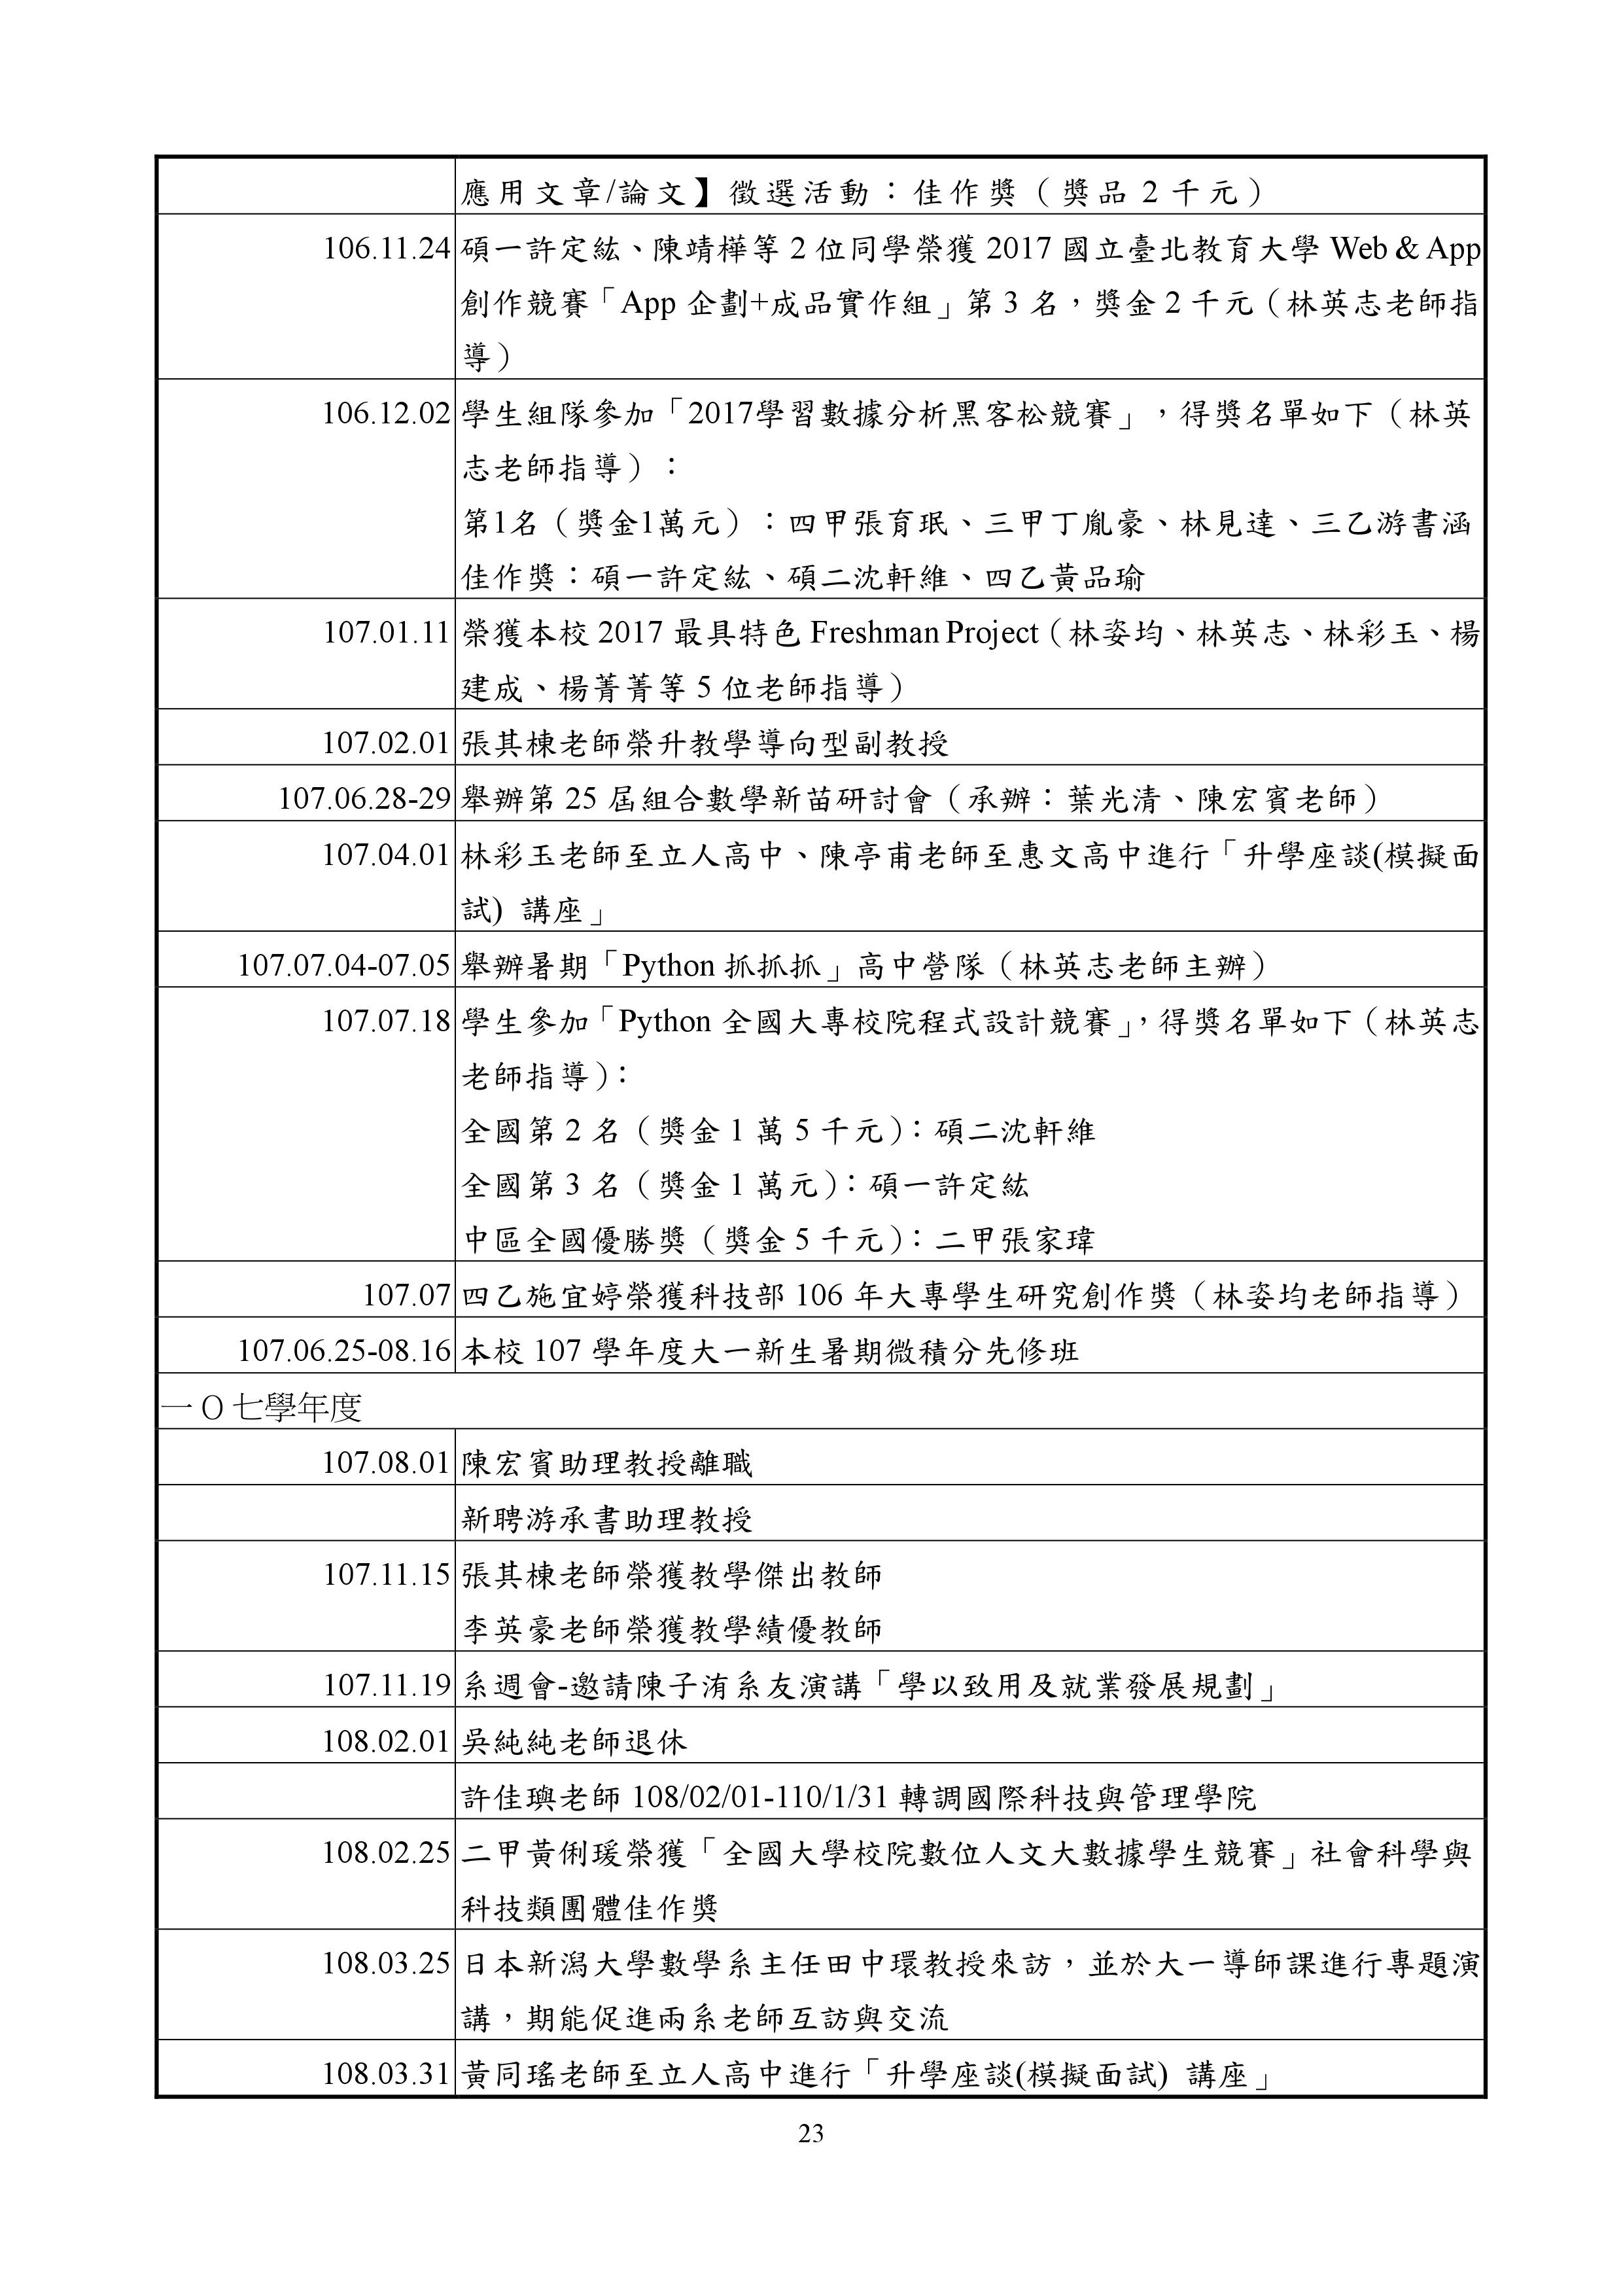 應用文章/論文】徵選活動：佳作獎（獎品 2 千元）
106.11.24 碩一許定紘、陳靖樺等 2 位同學榮獲 2017 國立臺北教育大學 Web & App
創作競賽「App 企劃+成品實作組」第 3 名，獎金 2 千元（林英志老師指
導）
106.12.02 學生組隊參加「2017學習數據分析黑客松競賽」，得獎名單如下（林英
志老師指導）：
第1名（獎金1萬元）：四甲張育珉、三甲丁胤豪、林見達、三乙游書涵
佳作獎：碩一許定紘、碩二沈軒維、四乙黃品瑜
107.01.11 榮獲本校 2017 最具特色 Freshman Project（林姿均、林英志、林彩玉、楊
建成、楊菁菁等 5 位老師指導）
107.02.01 張其棟老師榮升教學導向型副教授
107.06.28-29 舉辦第 25 屆組合數學新苗研討會（承辦：葉光清、陳宏賓老師）
107.04.01 林彩玉老師至立人高中、陳亭甫老師至惠文高中進行「升學座談(模擬面
試) 講座」
107.07.04-07.05 舉辦暑期「Python 抓抓抓」高中營隊（林英志老師主辦）
107.07.18 學生參加「Python 全國大專校院程式設計競賽」，得獎名單如下（林英志
老師指導）：
全國第 2 名（獎金 1 萬 5 千元）：碩二沈軒維
全國第 3 名（獎金 1 萬元）：碩一許定紘
中區全國優勝獎（獎金 5 千元）：二甲張家瑋
107.07 四乙施宜婷榮獲科技部 106 年大專學生研究創作獎（林姿均老師指導）
107.06.25-08.16 本校 107 學年度大一新生暑期微積分先修班
一Ｏ七學年度
107.08.01 陳宏賓助理教授離職
新聘游承書助理教授
107.11.15 張其棟老師榮獲教學傑出教師
李英豪老師榮獲教學績優教師
107.11.19 系週會-邀請陳子洧系友演講「學以致用及就業發展規劃」
108.02.01 吳純純老師退休
許佳璵老師 108/02/01-110/1/31 轉調國際科技與管理學院
108.02.25 二甲黃俐瑗榮獲「全國大學校院數位人文大數據學生競賽」社會科學與
科技類團體佳作獎
108.03.25 日本新潟大學數學系主任田中環教授來訪，並於大一導師課進行專題演
講，期能促進兩系老師互訪與交流
108.03.31 黃同瑤老師至立人高中進行「升學座談(模擬面試) 講座」
23